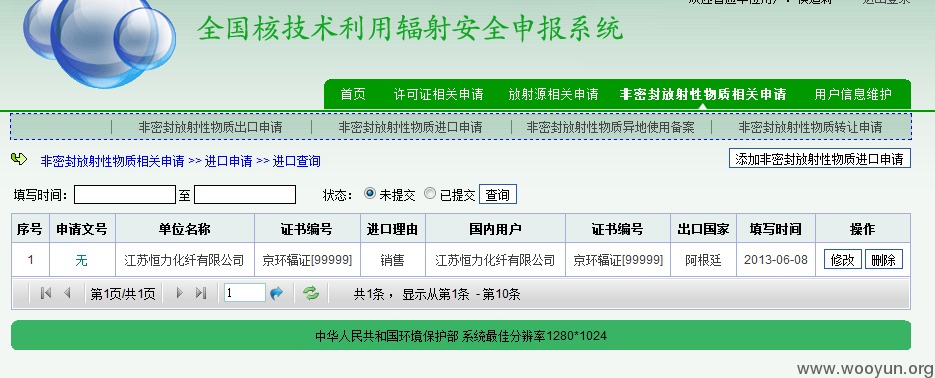 全国核技术利用辐射安全申报系统
首页 许可证相关申请 放射源相关申请 非密封放射性物质相关申请 用户信息维护
非密封放射性物质出口申请 非密封放射性物质进口申请 非密封放射性物质异地使用备案 非密封放射性物质转让申请
非密封放射性物质相关申请 >> 进口申请 >> 进口查询 添加非密封放射性物质进口申请
填写时间: 至 状态: 未提交 已提交 查询
序号 申请文号 单位名称 证书编号 进口理由 国内用户 证书编号 出口国家 填写时间 操作
1 无 江苏恒力化纤有限公司 京环辐证[99999] 销售 江苏恒力化纤有限公司 京环辐证[99999] 阿根廷 2013-06-08 修改 删除
第1页/共1页 1 共1条，显示从第1条 - 第10条
中华人民共和国环境保护部 系统最佳分辨率1280*1024
www.wooyun.org